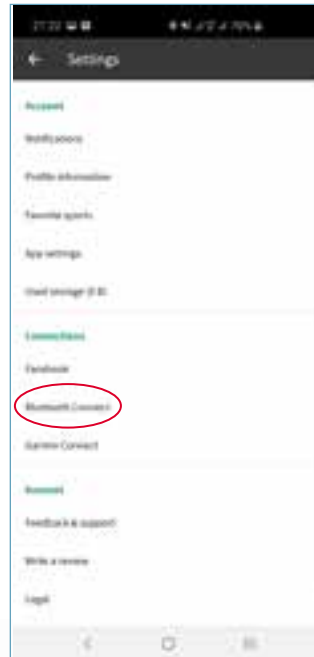 ← Settings
Account
Notifications
Profile information
Favorite sports
App settings
Used storage
Connections
Facebook
Bluetooth Connect
Garmin Connect
Account
Feedback & support
Write a review
Legal